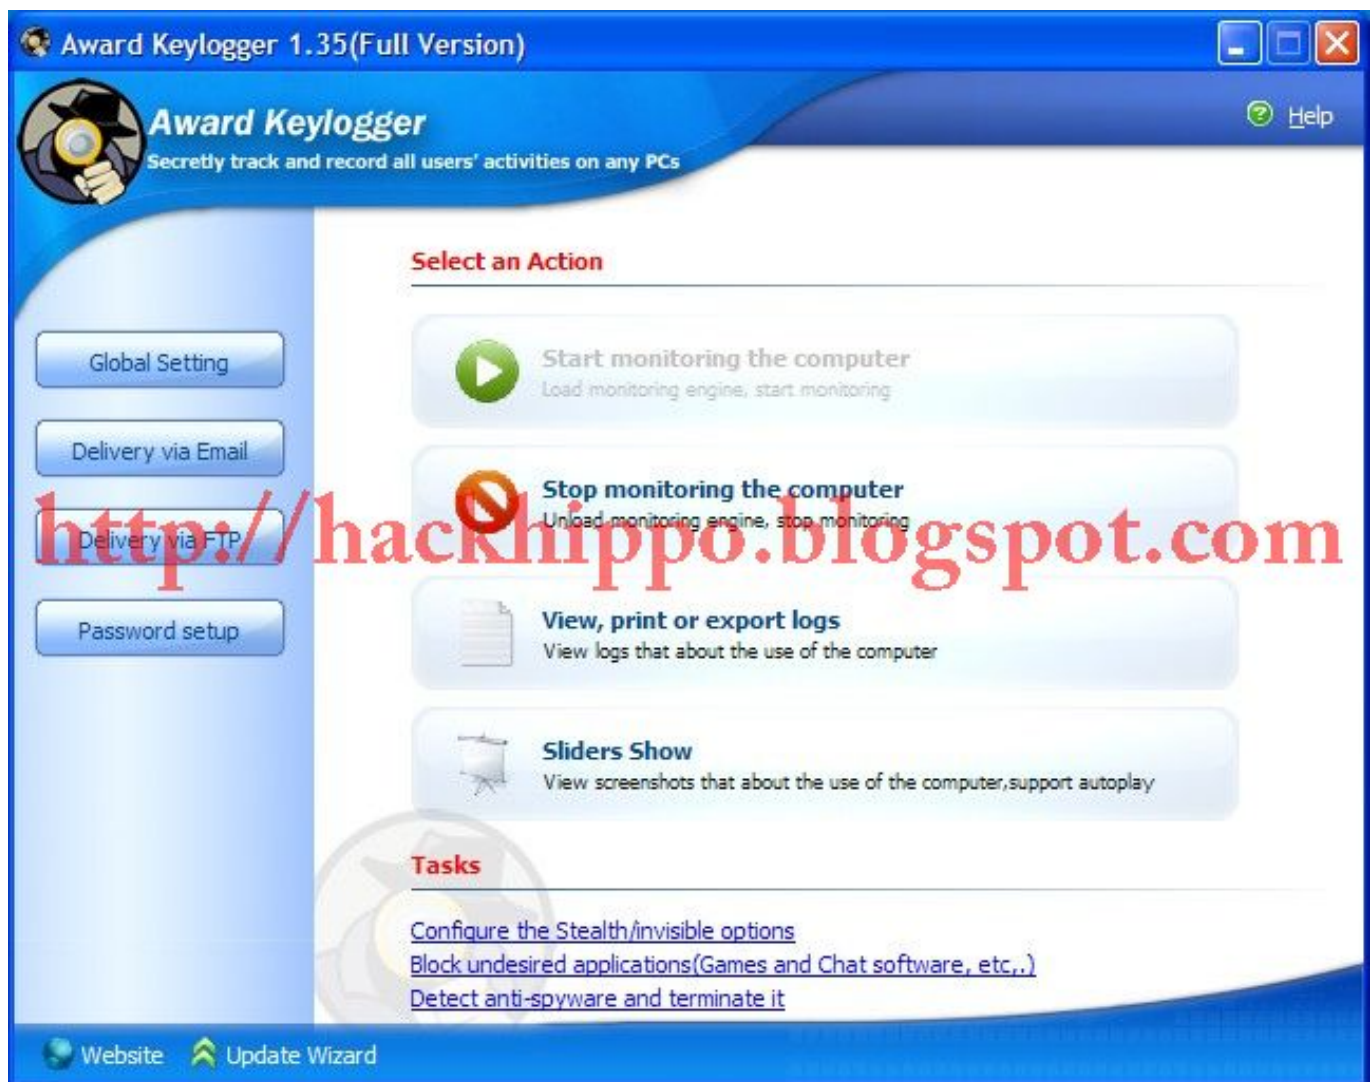 Award Keylogger 1.35(Full Version)
Award Keylogger
Secretly track and record all users' activities on any PCs
Help
Select an Action
Global Setting
Delivery via Email
Delivery via FTP
Password setup
Start monitoring the computer
Load monitoring engine, start monitoring
Stop monitoring the computer
Unload monitoring engine, stop monitoring
http://hackhippo.blogspot.com
View, print or export logs
View logs that about the use of the computer
Sliders Show
View screenshots that about the use of the computer,support autoplay
Tasks
Configure the Stealth/invisible options
Block undesired applications(Games and Chat software, etc,.)
Detect anti-spyware and terminate it
Website
Update Wizard